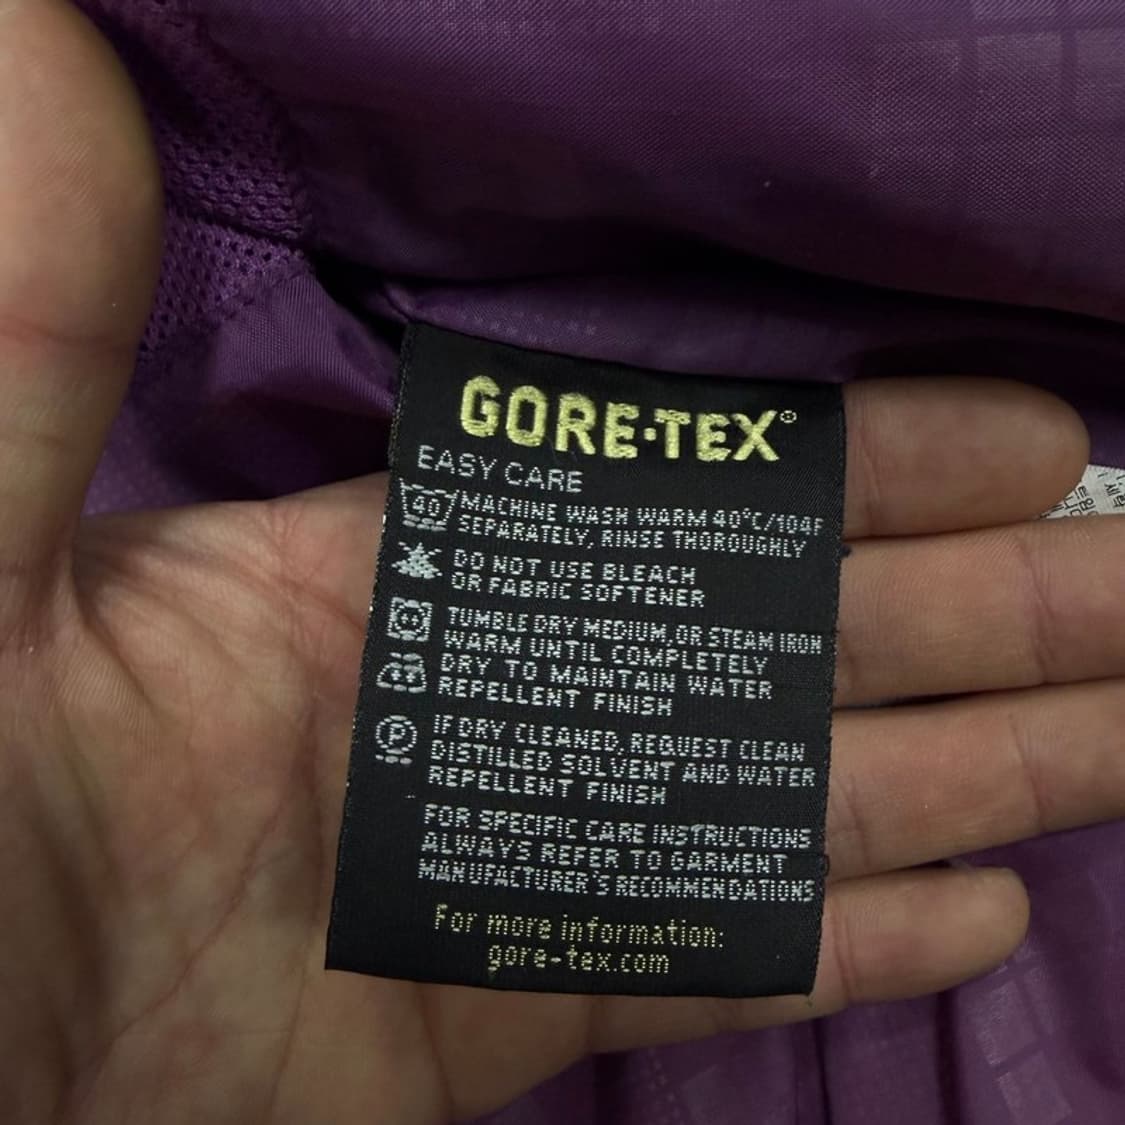 GORE-TEX®
EASY CARE
40 MACHINE WASH WARM 40°C/104F
SEPARATELY, RINSE THOROUGHLY
DO NOT USE BLEACH
OR FABRIC SOFTENER
TUMBLE DRY MEDIUM, OR STEAM IRON
WARM UNTIL COMPLETELY
DRY TO MAINTAIN WATER
REPELLENT FINISH
P IF DRY CLEANED, REQUEST CLEAN
DISTILLED SOLVENT AND WATER
REPELLENT FINISH
FOR SPECIFIC CARE INSTRUCTIONS
ALWAYS REFER TO GARMENT
MANUFACTURER'S RECOMMENDATIONS
For more information:
gore-tex.com